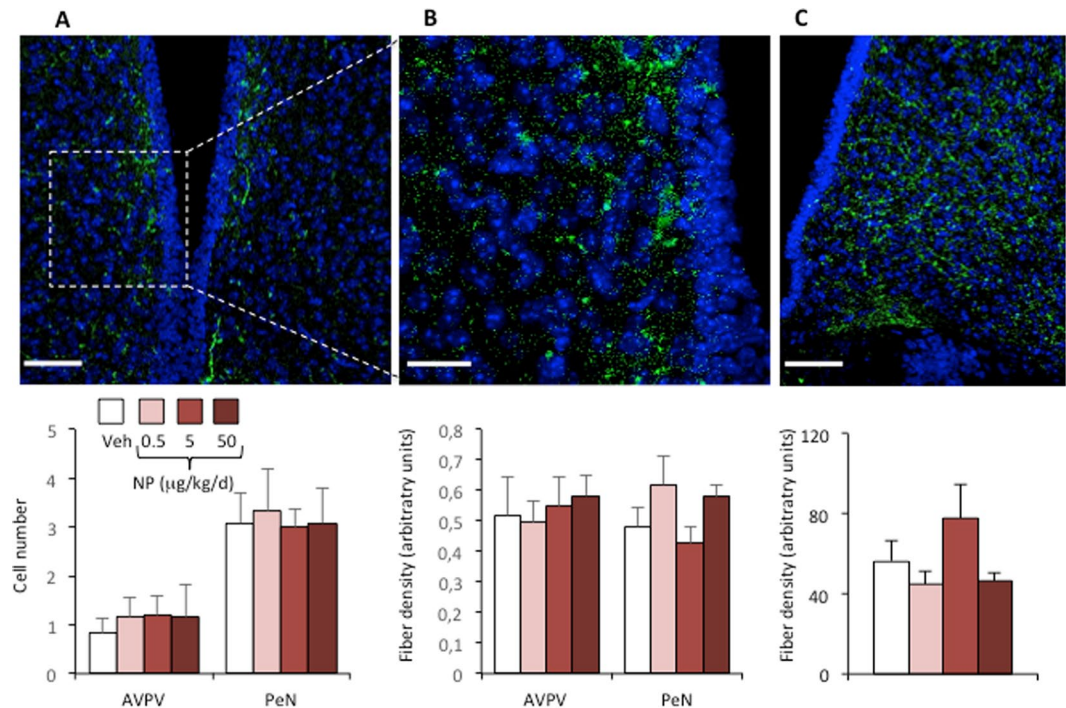 A B C
Veh 0.5 5 50
NP (µg/kg/d)
Cell number
5
4
3
2
1
0
AVPV PeN
Fiber density (arbitratry units)
0,8
0,7
0,6
0,5
0,4
0,3
0,2
0,1
0
AVPV PeN
Fiber density (arbitratry units)
120
80
40
0